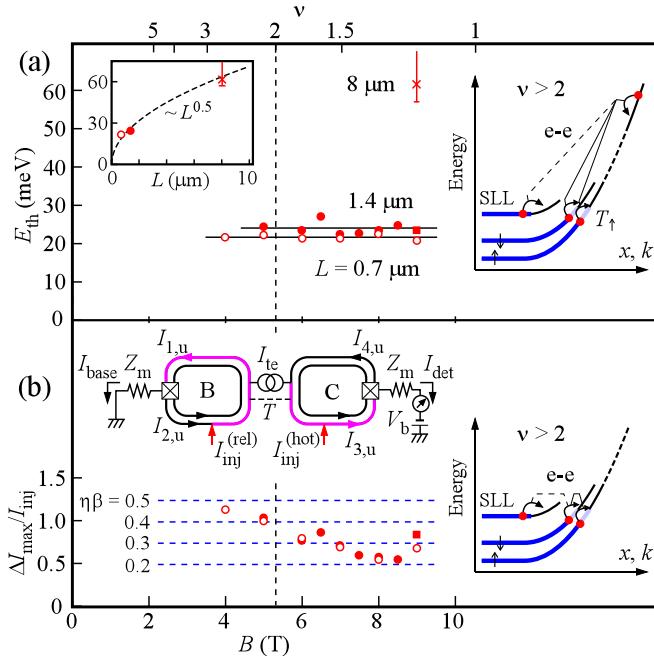 ν
5 3 2 1.5 1
(a)
60
50
40
30
20
10
0
E_th (meV)
60
30
0
0 5 10
L (μm)
~ L^0.5
8 μm
1.4 μm
L = 0.7 μm
ν > 2
e-e
SLL
T↑
↓
↑
Energy
x, k
(b)
I_base
Z_m
I_1,u
B
I_2,u
I_inj^(rel)
I_te
T
I_4,u
C
I_inj^(hot)
I_3,u
Z_m
I_det
V_b
1.5
1.0
0.5
0.0
ΔI_max/I_inj
ηβ = 0.5
0.4
0.3
0.2
0 2 4 6 8 10
B (T)
ν > 2
e-e
SLL
↓
↑
Energy
x, k